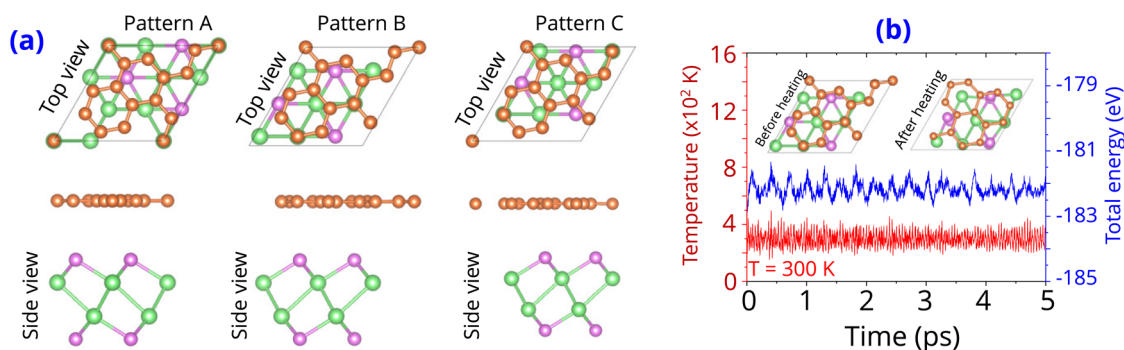 (a)
Pattern A
Pattern B
Pattern C
Top view
Top view
Top view
Side view
Side view
Side view
(b)
Temperature (x10² K)
16
12
8
4
0
Before heating
After heating
T = 300 K
0
1
2
3
4
5
Time (ps)
-179
-181
-183
-185
Total energy (eV)